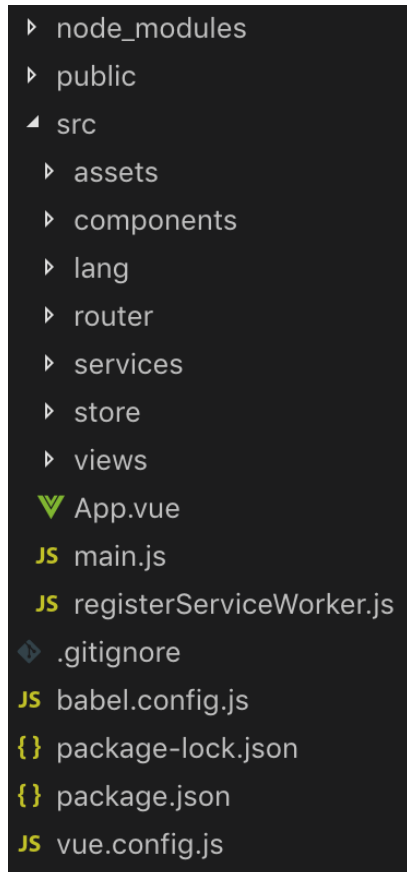 node_modules
public
src
assets
components
lang
router
services
store
views
App.vue
JS main.js
JS registerServiceWorker.js
.gitignore
JS babel.config.js
{} package-lock.json
{} package.json
JS vue.config.js